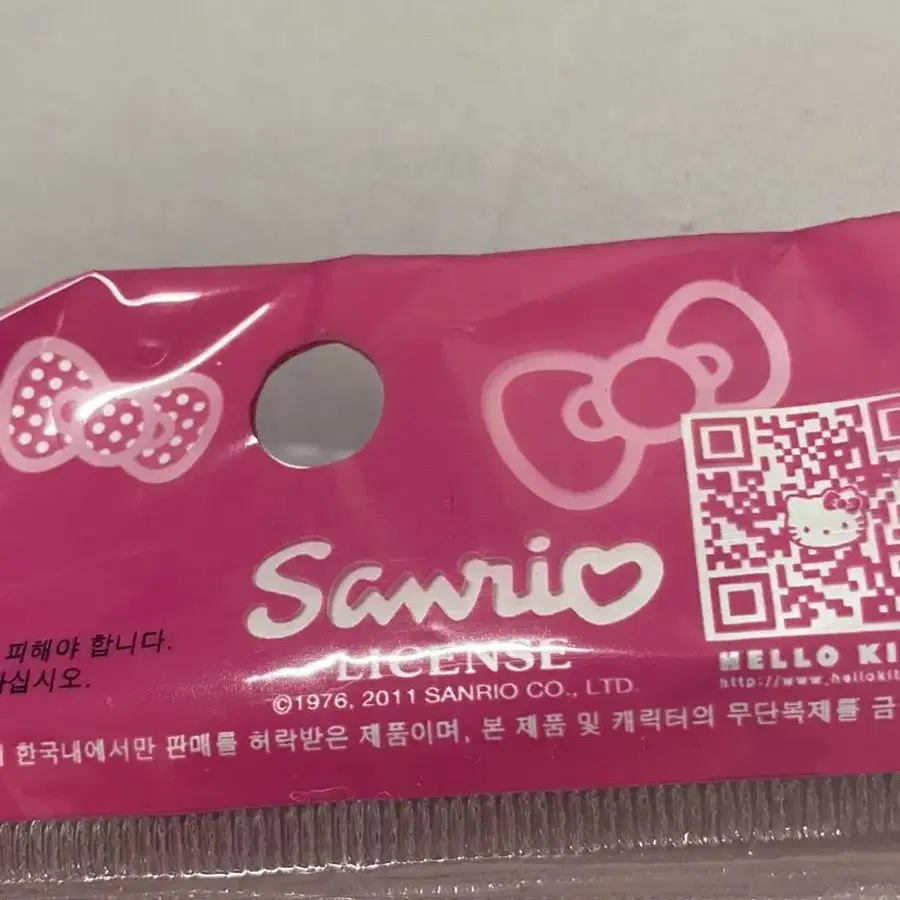 Sanrio
LICENSE
©1976, 2011 SANRIO CO., LTD.
피해야 합니다.
십시오.
한국내에서만 판매를 허락받은 제품이며, 본 제품 및 캐릭터의 무단복제를 금
HELLO KI
http://www.hellokit